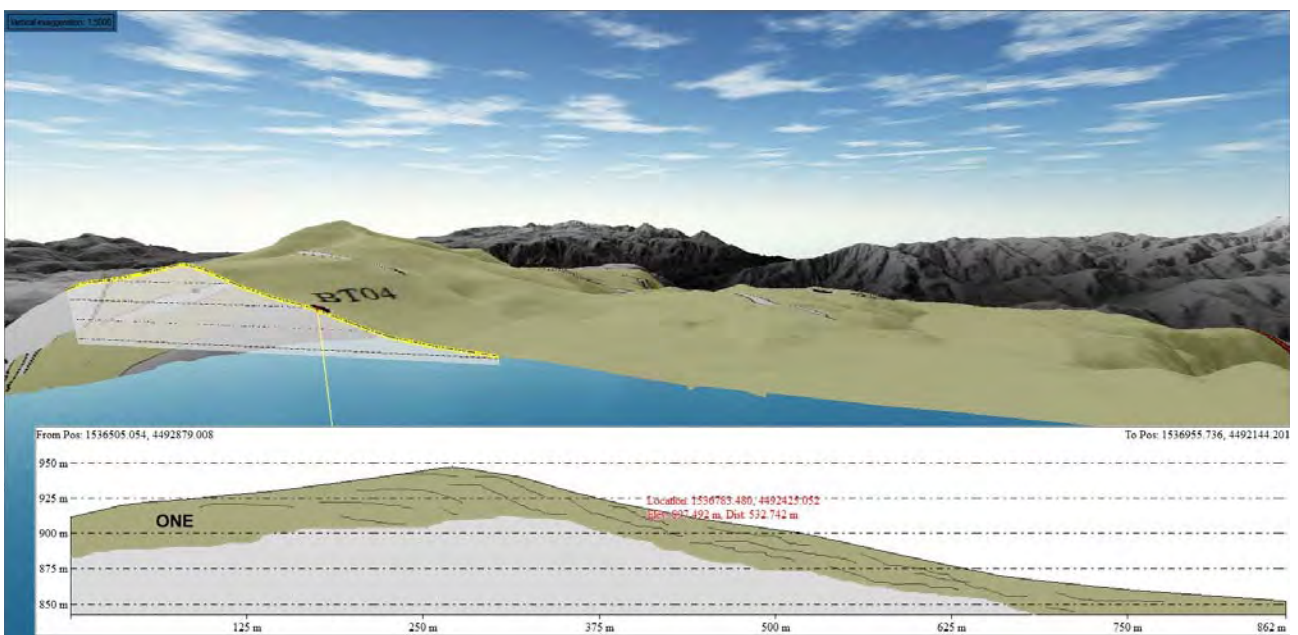 Vertical exaggeration: 1.5000
BT04
From Pos: 1536505.054, 4492879.008
To Pos: 1536955.736, 4492144.201
950 m
925 m
Location: 1536783.480, 4492425.052
Elev: 897.492 m, Dist: 532.742 m
ONE
900 m
875 m
850 m
125 m
250 m
375 m
500 m
625 m
750 m
862 m